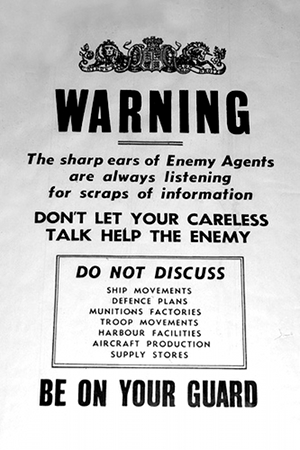 WARNING
The sharp ears of Enemy Agents
are always listening
for scraps of information
DON'T LET YOUR CARELESS
TALK HELP THE ENEMY
DO NOT DISCUSS
SHIP MOVEMENTS
DEFENCE PLANS
MUNITIONS FACTORIES
TROOP MOVEMENTS
HARBOUR FACILITIES
AIRCRAFT PRODUCTION
SUPPLY STORES
BE ON YOUR GUARD